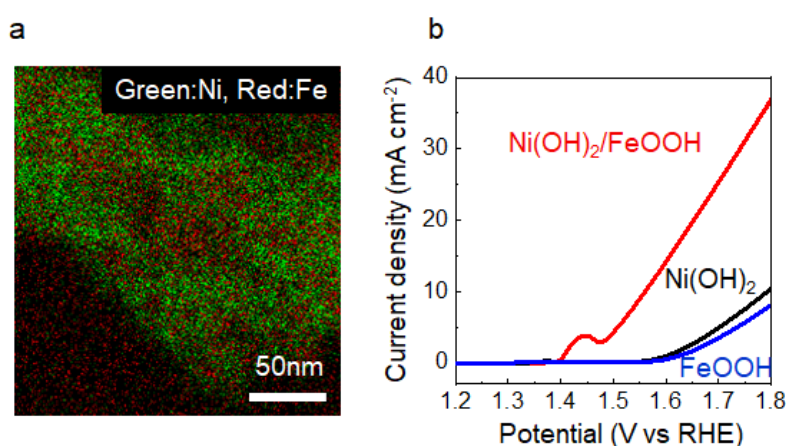 a
Green:Ni, Red:Fe
50nm
b
Current density (mA cm⁻²)
40
30
20
10
0
Ni(OH)₂/FeOOH
Ni(OH)₂
FeOOH
1.2 1.3 1.4 1.5 1.6 1.7 1.8
Potential (V vs RHE)